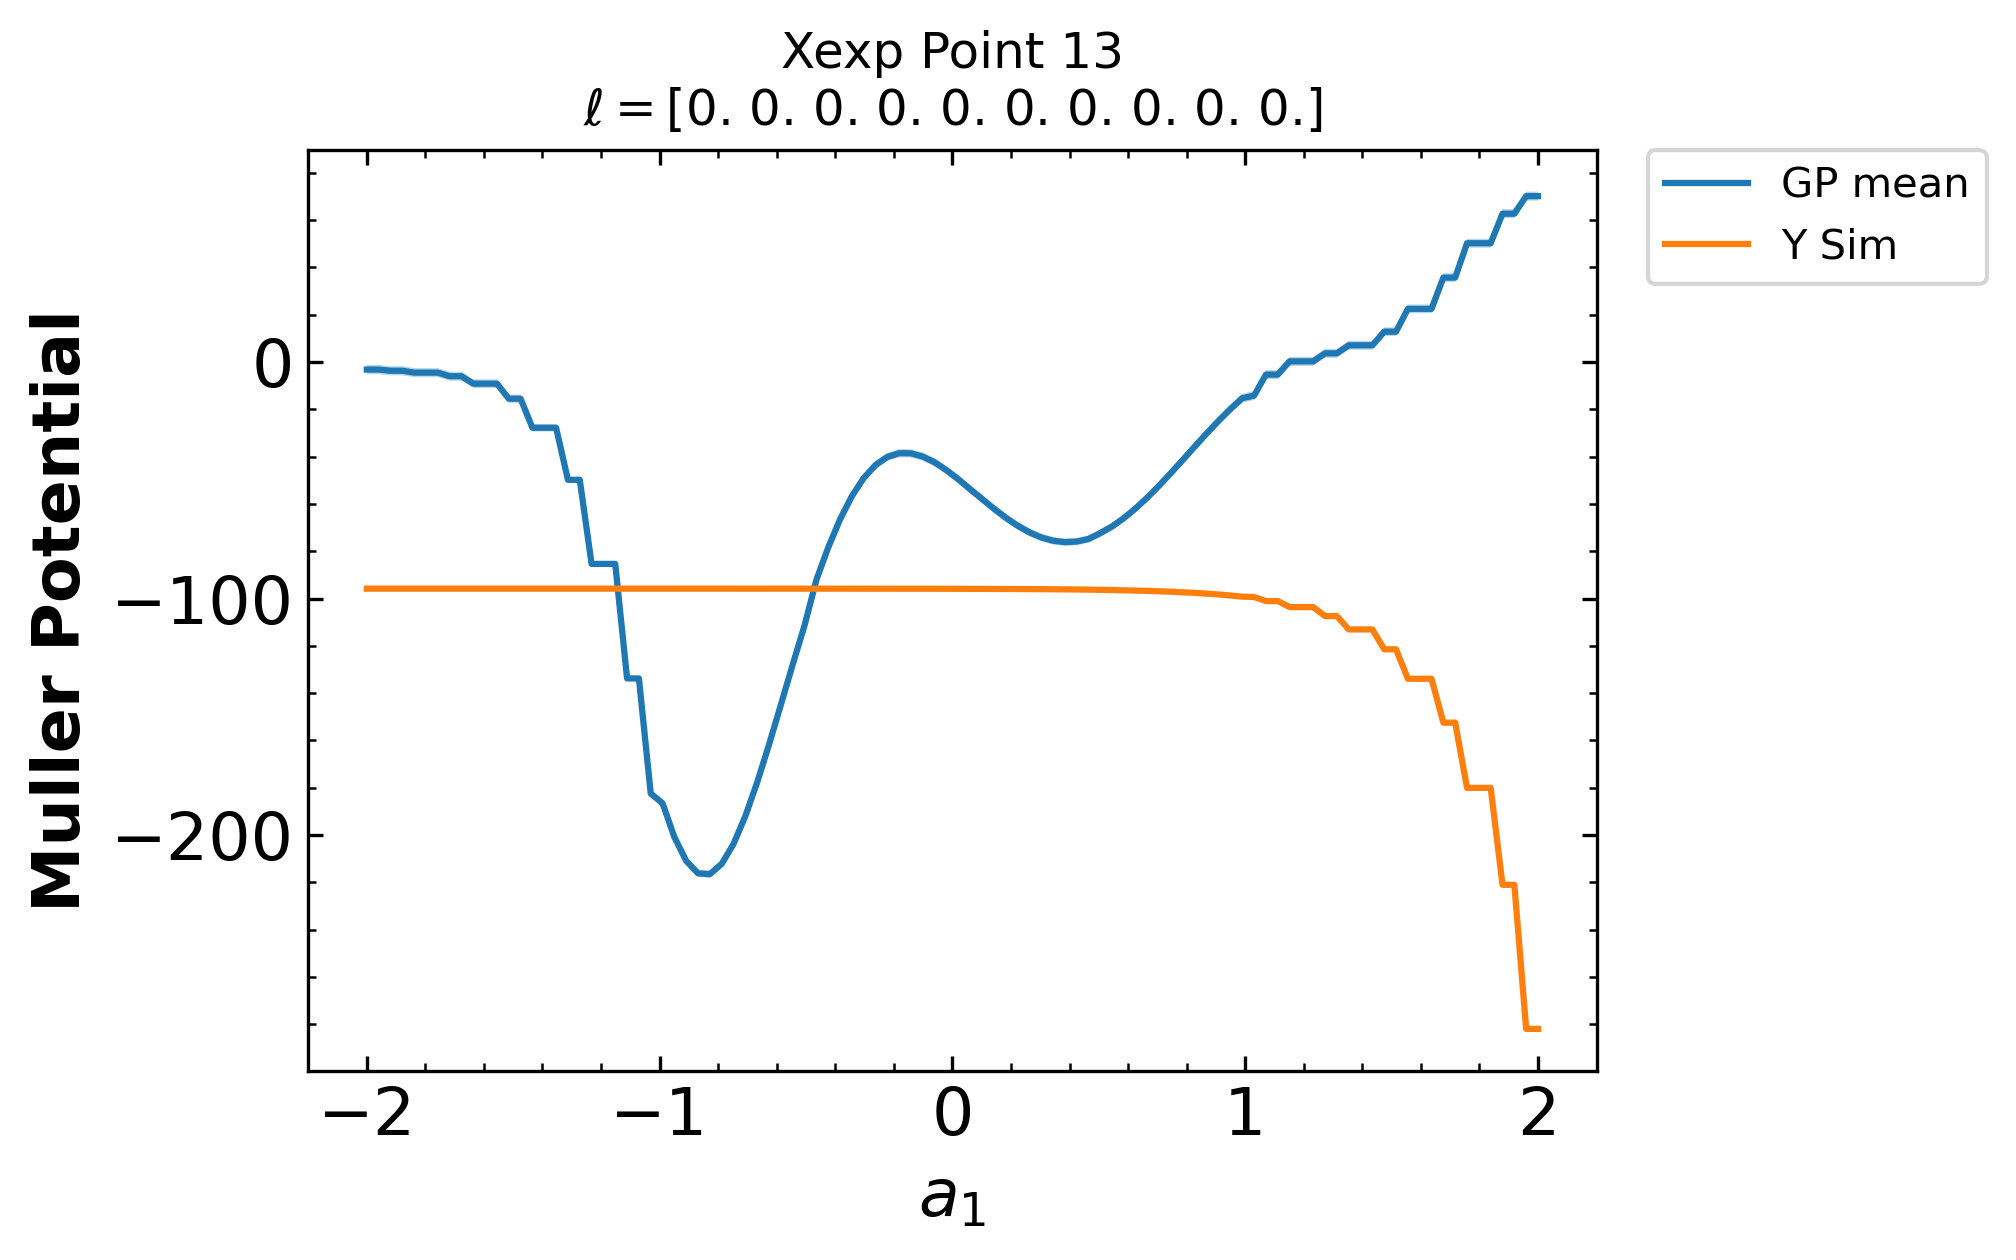 Xexp Point 13
ℓ = [0. 0. 0. 0. 0. 0. 0. 0. 0. 0.]
GP mean
Y Sim
Muller Potential
0
−100
−200
−2 −1 0 1 2
a₁